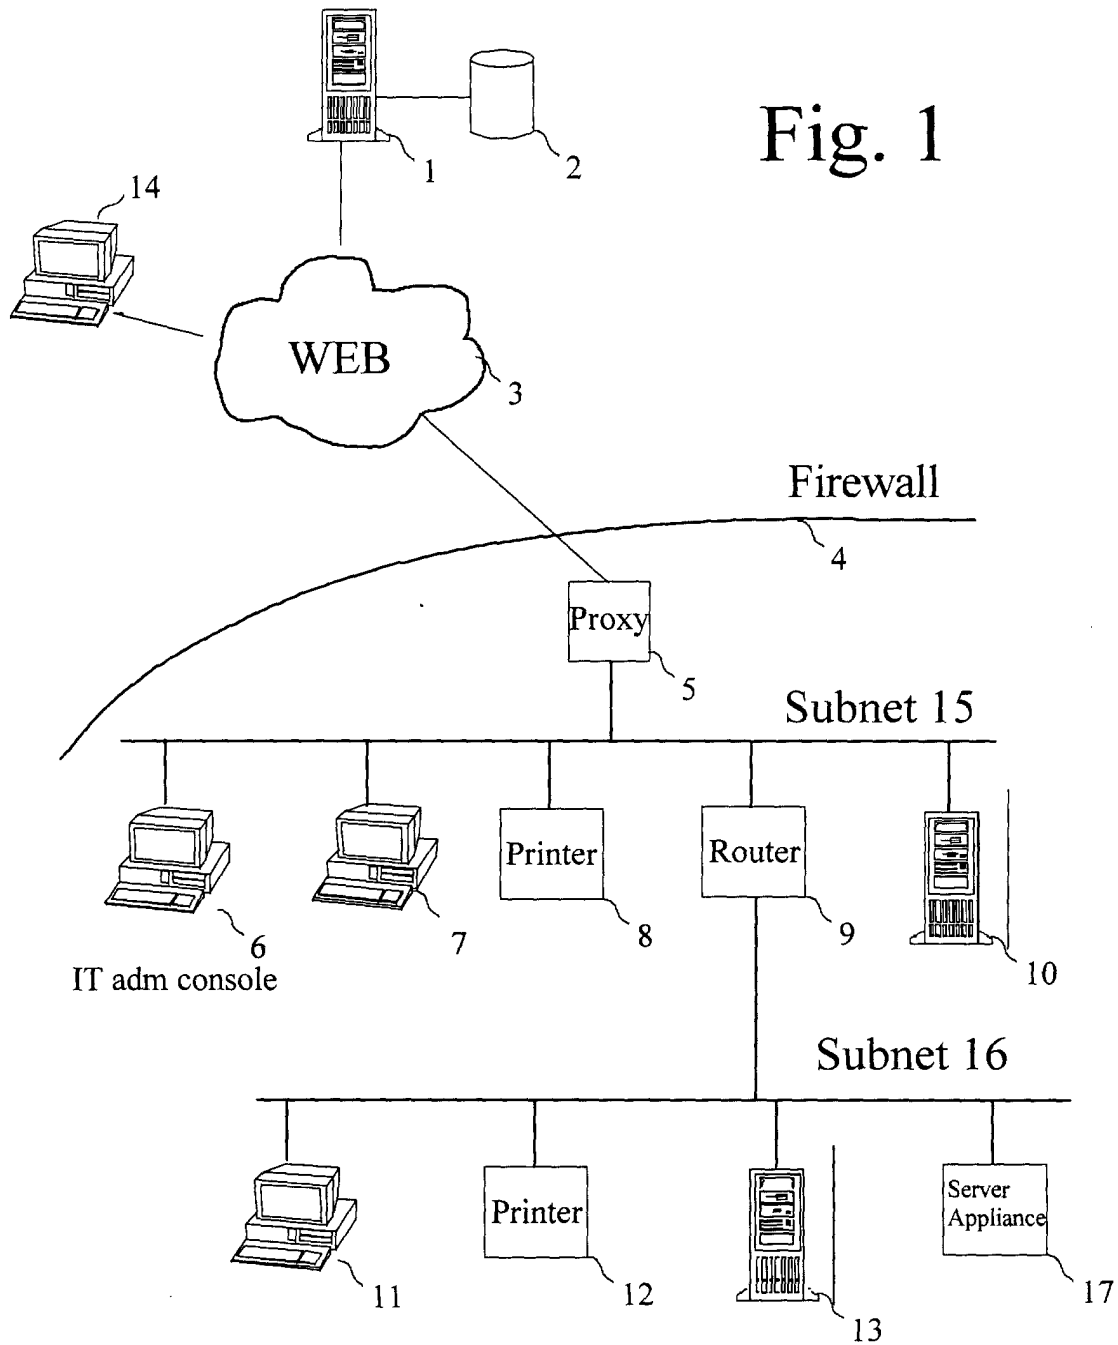 Fig. 1
1
2
14
WEB
3
Firewall
4
Proxy
5
Subnet 15
Printer
Router
6
7
8
9
10
IT adm console
Subnet 16
Printer
Server
Appliance
11
12
13
17